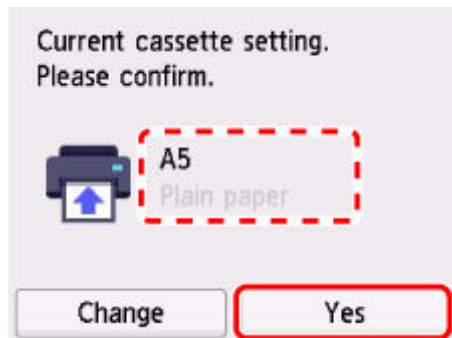 Current cassette setting.
Please confirm.
A5
Plain paper
Change
Yes